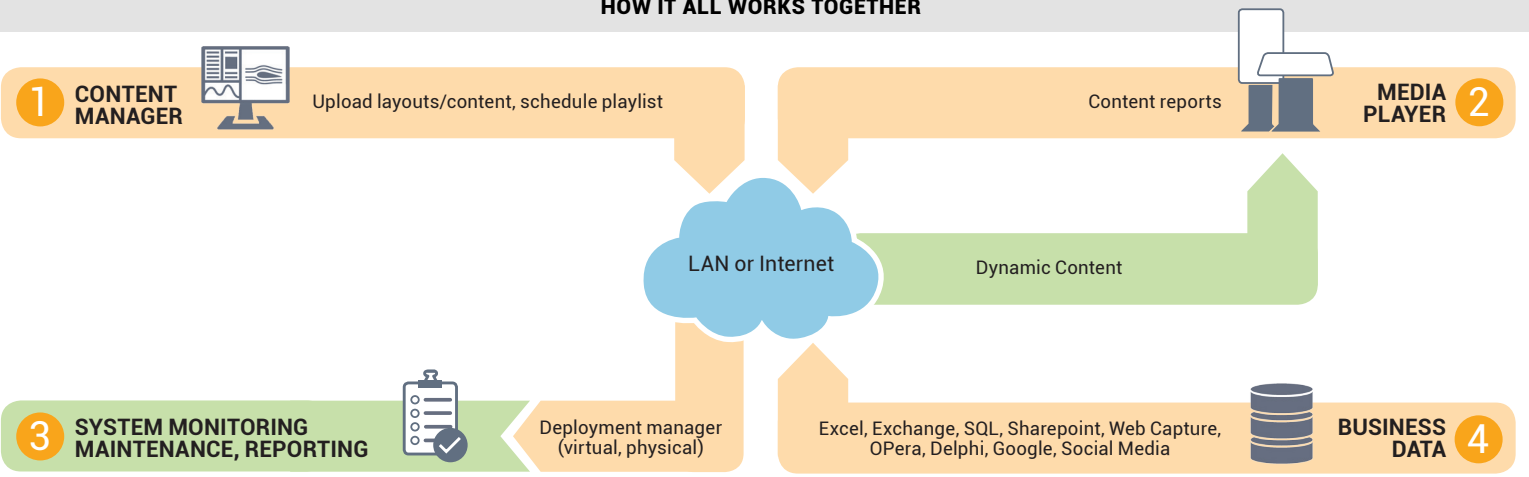 HOW IT ALL WORKS TOGETHER
1
CONTENT
MANAGER
Upload layouts/content, schedule playlist
Content reports
MEDIA
PLAYER
2
LAN or Internet
Dynamic Content
3
SYSTEM MONITORING
MAINTENANCE, REPORTING
Deployment manager
(virtual, physical)
Excel, Exchange, SQL, Sharepoint, Web Capture,
OPera, Delphi, Google, Social Media
BUSINESS
DATA
4